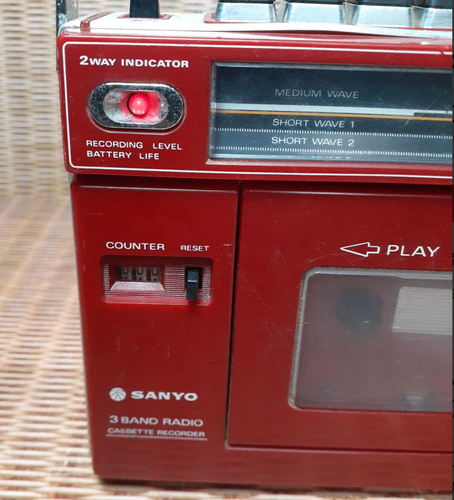 2WAY INDICATOR
RECORDING LEVEL
BATTERY LIFE
MEDIUM WAVE
SHORT WAVE 1
SHORT WAVE 2
COUNTER RESET
PLAY
SANYO
3 BAND RADIO
CASSETTE RECORDER